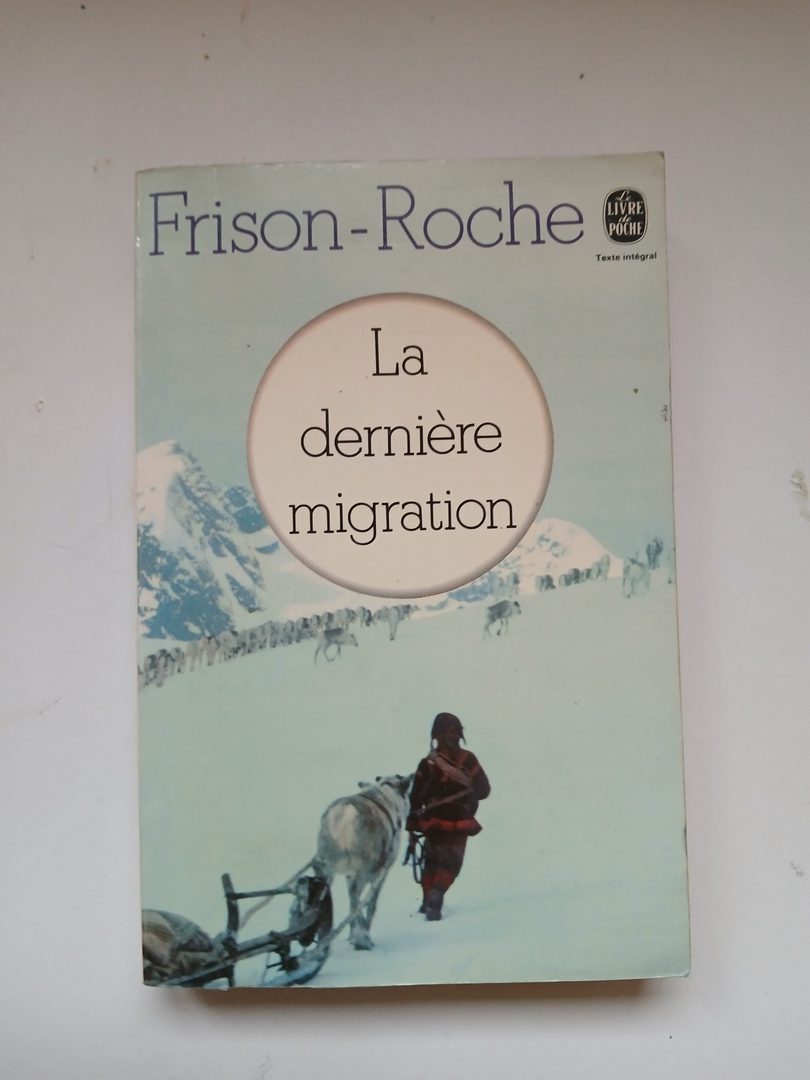 Frison-Roche
Le
LIVRE
de
POCHE
Texte intégral
La
dernière
migration